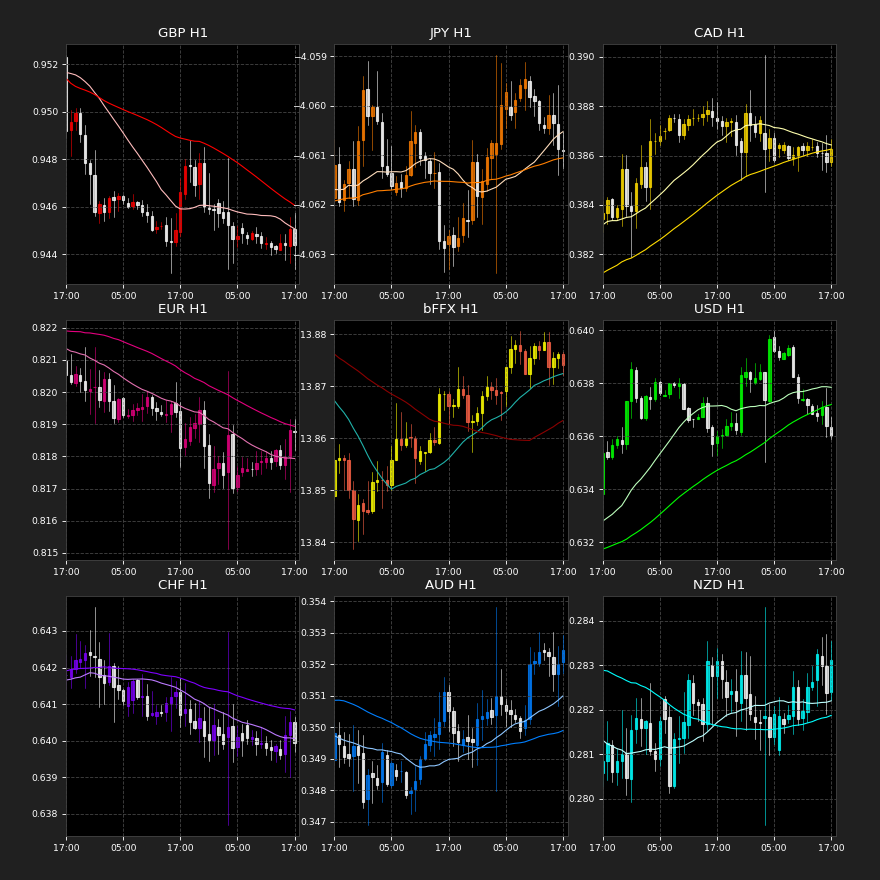 GBP H1
0.952
0.950
0.948
0.946
0.944
17:00 05:00 17:00 05:00 17:00
JPY H1
-4.059
-4.060
-4.061
-4.062
-4.063
17:00 05:00 17:00 05:00 17:00
CAD H1
0.390
0.388
0.386
0.384
0.382
17:00 05:00 17:00 05:00 17:00
EUR H1
0.822
0.821
0.820
0.819
0.818
0.817
0.816
0.815
17:00 05:00 17:00 05:00 17:00
bFFX H1
13.88
13.87
13.86
13.85
13.84
17:00 05:00 17:00 05:00 17:00
USD H1
0.640
0.638
0.636
0.634
0.632
17:00 05:00 17:00 05:00 17:00
CHF H1
0.643
0.642
0.641
0.640
0.639
0.638
17:00 05:00 17:00 05:00 17:00
AUD H1
0.354
0.353
0.352
0.351
0.350
0.349
0.348
0.347
17:00 05:00 17:00 05:00 17:00
NZD H1
0.284
0.283
0.282
0.281
0.280
17:00 05:00 17:00 05:00 17:00